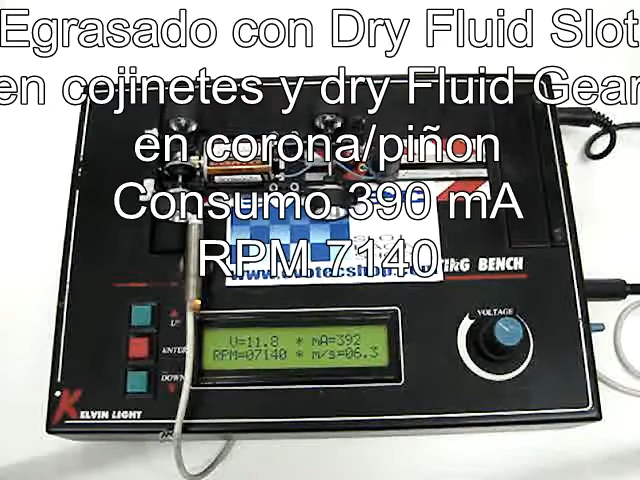 Egrasado con Dry Fluid Slot
en cojinetes y dry Fluid Gear
en corona/piñon
Consumo 390 mA
RPM 7140
BENCH
VOLTAGE
V=11.8 * mA=392
RPM=07140 * m/s=06.3
ENTER
DOWN
KELVIN LIGHT